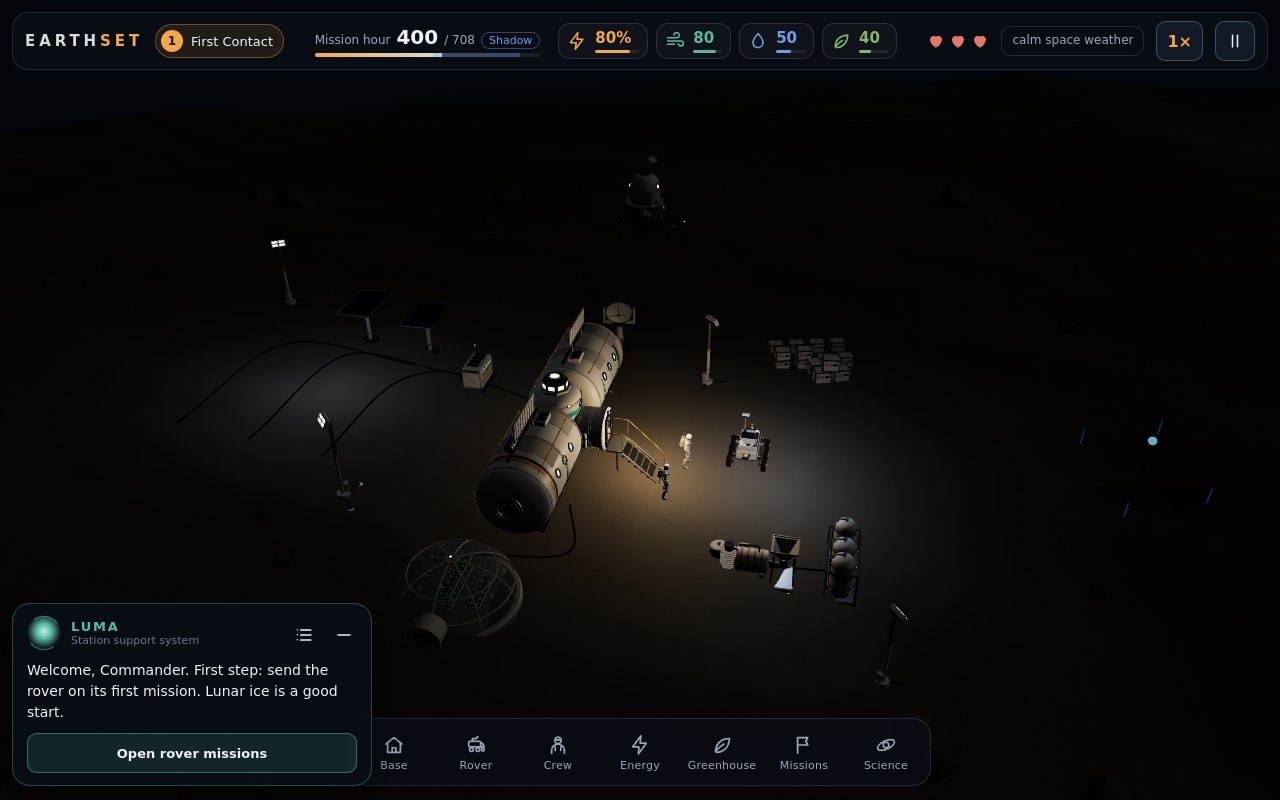 EARTHSET
1 First Contact
Mission hour 400 / 708 Shadow
80%
80
50
40
calm space weather
1×
LUMA
Station support system
Welcome, Commander. First step: send the
rover on its first mission. Lunar ice is a good
start.
Open rover missions
Base
Rover
Crew
Energy
Greenhouse
Missions
Science